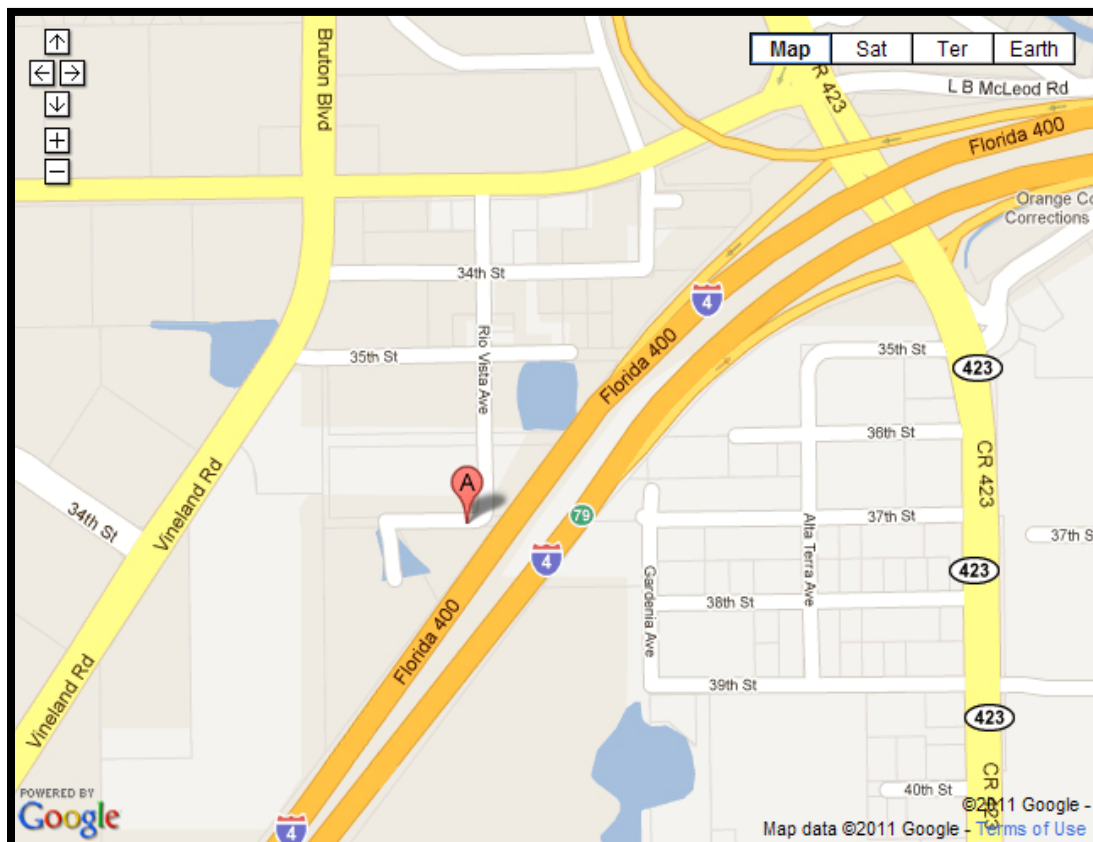 Map
Sat
Ter
Earth
Bruton Blvd
R 423
L B McLeod Rd
Florida 400
Orange Co
Corrections
34th St
4
Rio Vista Ave
35th St
Florida 400
35th St
423
36th St
CR 423
Vineland Rd
34th St
A
79
37th St
Alta Terra Ave
37th S
4
Gardenia Ave
423
38th St
Florida 400
Vineland Rd
39th St
423
CR 423
40th St
POWERED BY
Google
4
©2011 Google -
Map data ©2011 Google - Terms of Use